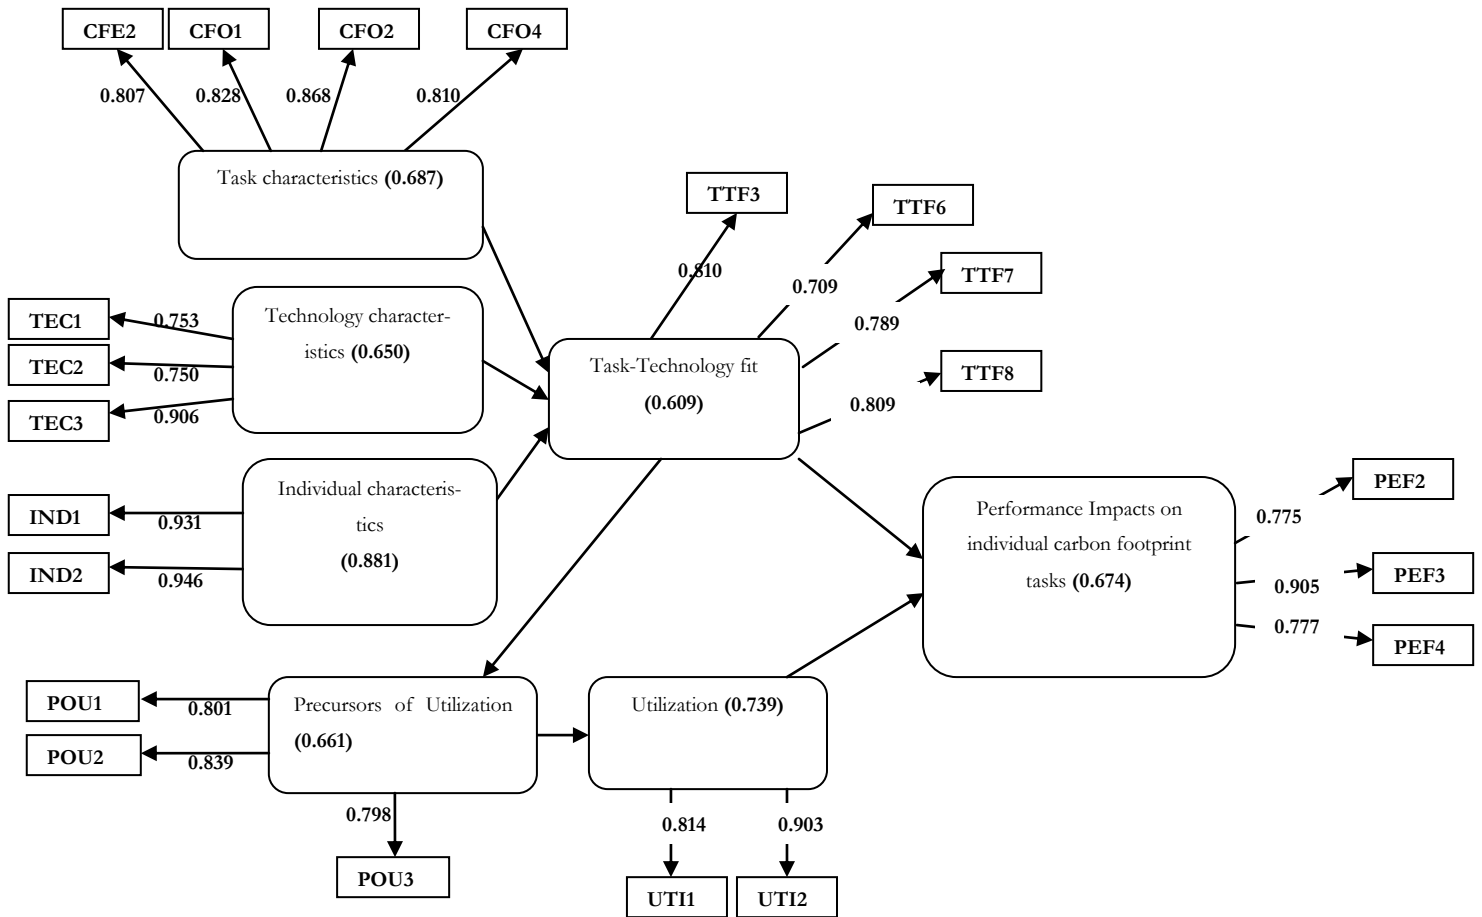 CFE2
CFO1
CFO2
CFO4
0.807
0.828
0.868
0.810
Task characteristics (0.687)
TTF3
TTF6
TTF7
TTF8
0.810
0.709
0.789
0.809
TEC1
TEC2
TEC3
0.753
0.750
0.906
Technology character-
istics (0.650)
Task-Technology fit
(0.609)
IND1
IND2
0.931
0.946
Individual characteris-
tics
(0.881)
Performance Impacts on
individual carbon footprint
tasks (0.674)
0.775
0.905
0.777
PEF2
PEF3
PEF4
POU1
POU2
0.801
0.839
Precursors of Utilization
(0.661)
Utilization (0.739)
0.798
POU3
0.814
0.903
UTI1
UTI2